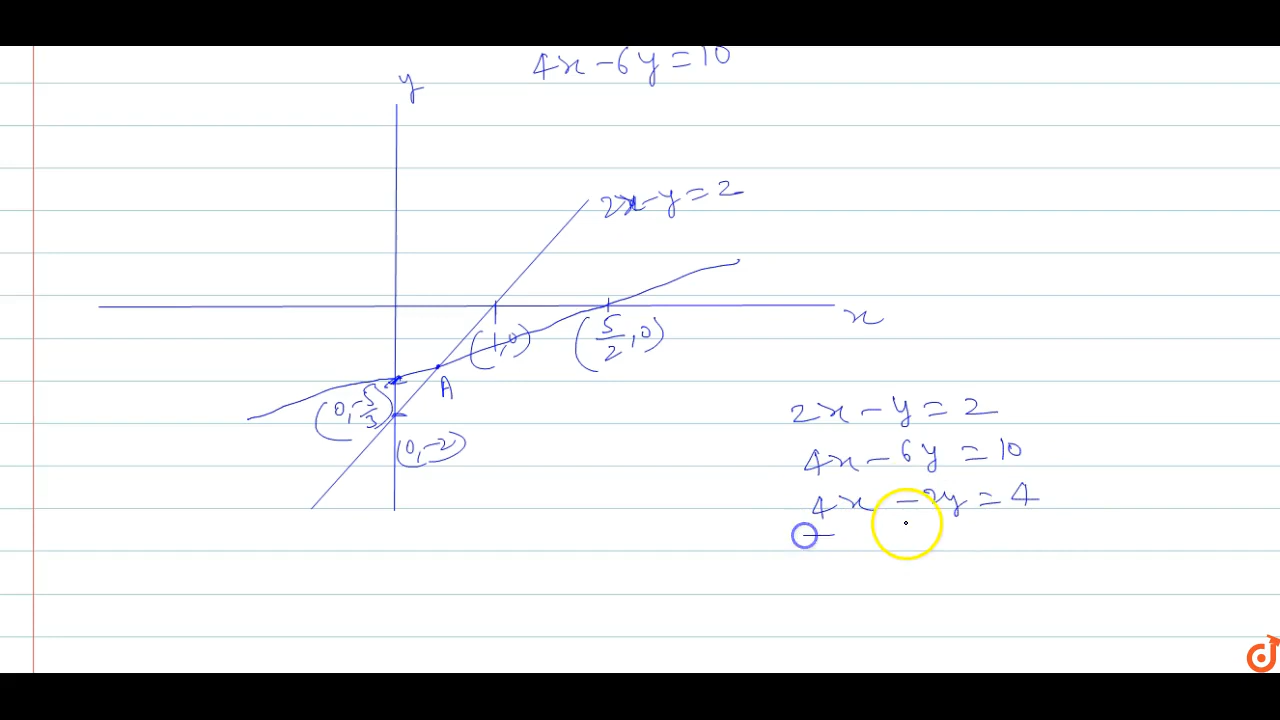 4x - 6y = 10
y
2x - y = 2
x
(1, 0)
(5/2, 0)
A
(0, -5/3)
(0, -2)
2x - y = 2
4x - 6y = 10
4x - 2y = 4
-